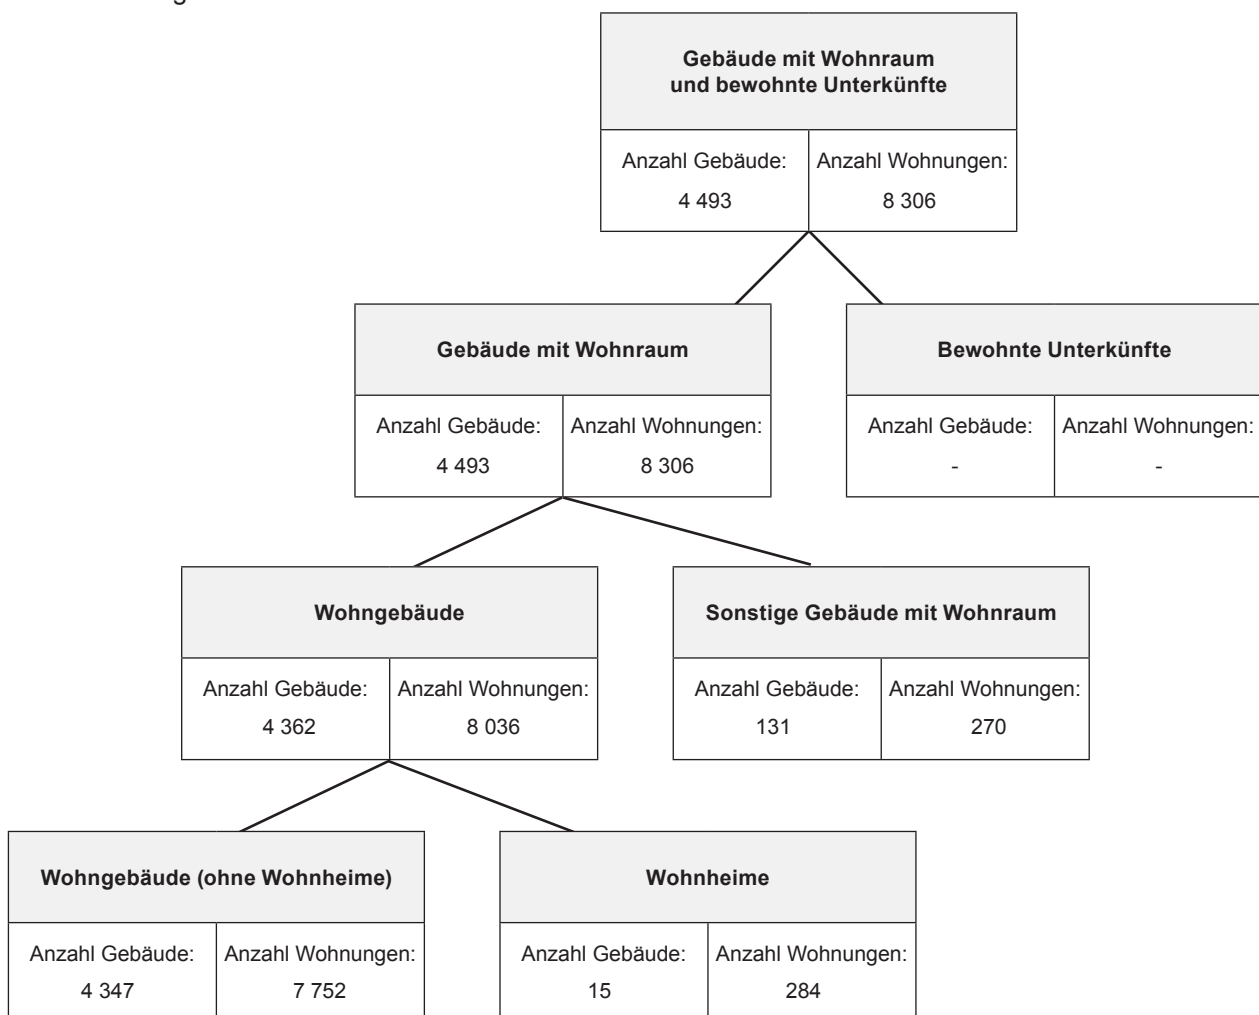 Gebäude mit Wohnraum
und bewohnte Unterkünfte
Anzahl Gebäude: Anzahl Wohnungen:
4 493 8 306
Gebäude mit Wohnraum
Anzahl Gebäude: Anzahl Wohnungen:
4 493 8 306
Bewohnte Unterkünfte
Anzahl Gebäude: Anzahl Wohnungen:
- -
Wohngebäude
Anzahl Gebäude: Anzahl Wohnungen:
4 362 8 036
Sonstige Gebäude mit Wohnraum
Anzahl Gebäude: Anzahl Wohnungen:
131 270
Wohngebäude (ohne Wohnheime)
Anzahl Gebäude: Anzahl Wohnungen:
4 347 7 752
Wohnheime
Anzahl Gebäude: Anzahl Wohnungen:
15 284